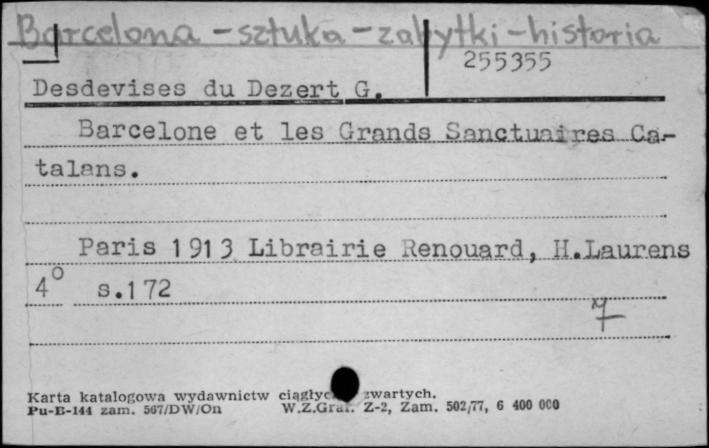 Barcelona - sztuka - zabytki - historia
255355
Desdevises du Dezert G.
Barcelone et les Grands Sanctuaires Ca-
talans.
Paris 1913 Librairie Renouard, H.Laurens
4° s.172
Karta katalogowa wydawnictw zwartych.
Pu-B-144 zam. 567/DW/On W.Z.Graf. Z-2, Zam. 502/77, 6 400 000